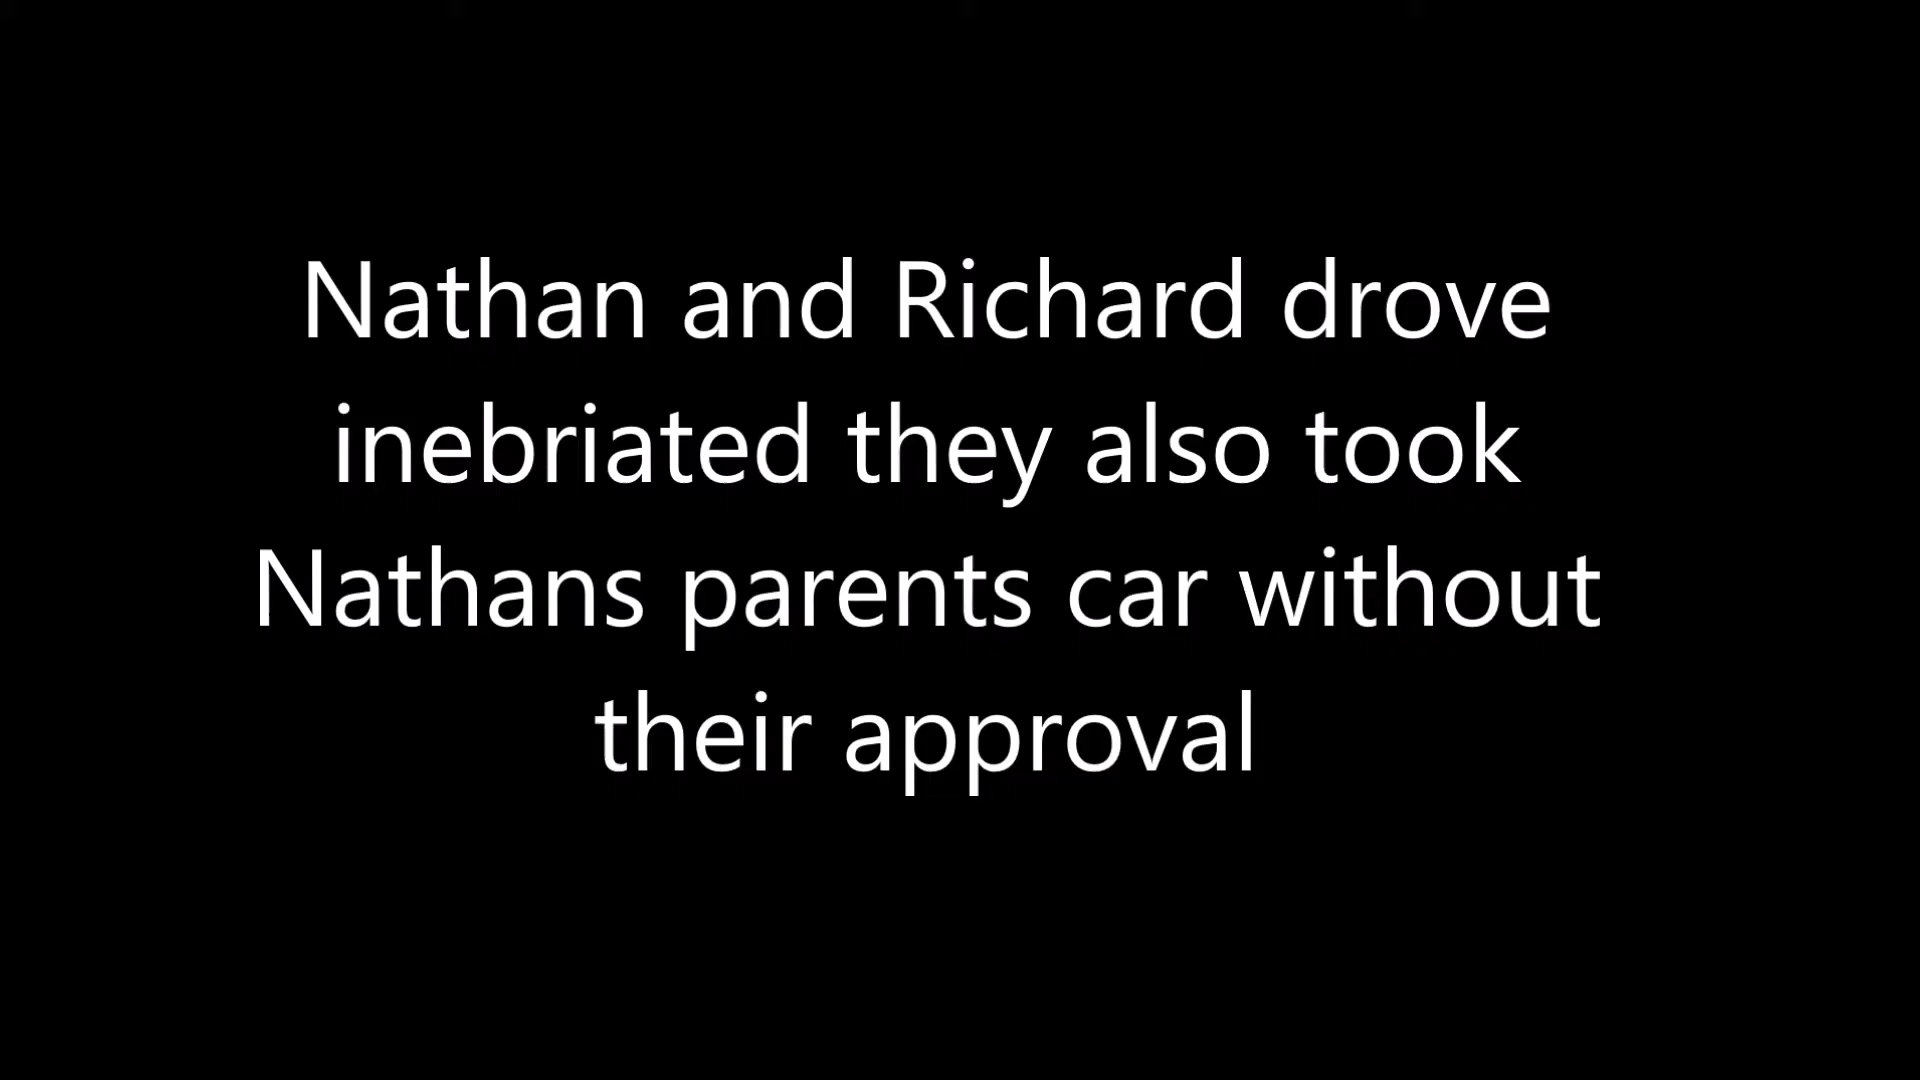 Nathan and Richard drove
inebriated they also took
Nathans parents car without
their approval